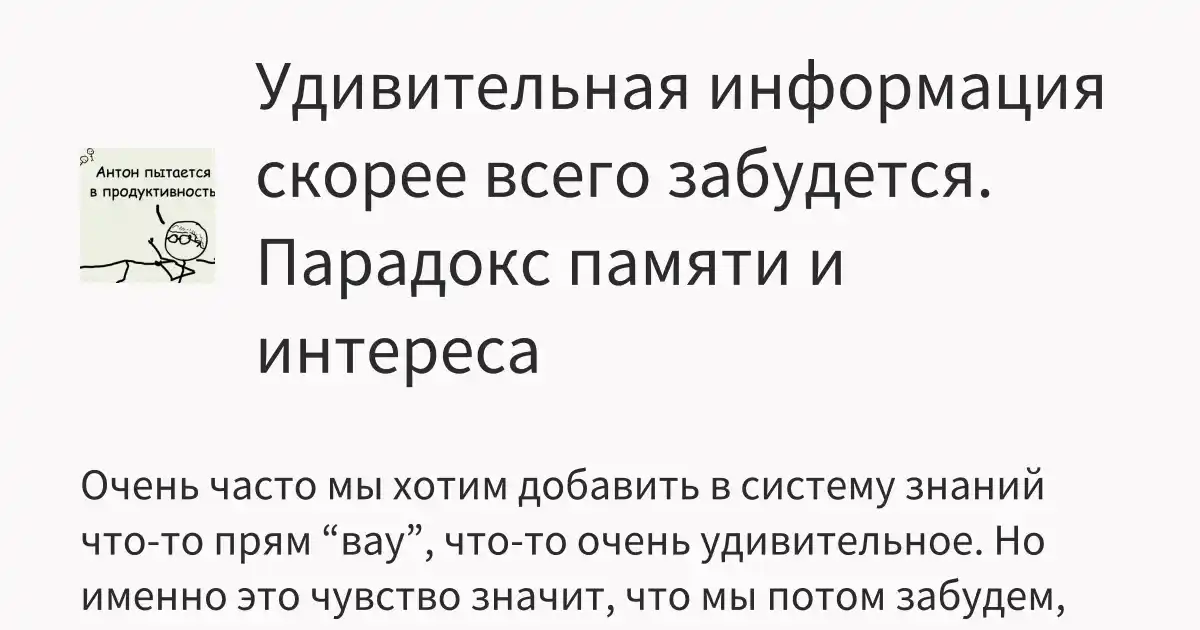 Удивительная информация
скорее всего забудется.
Парадокс памяти и
интереса
Антон пытается
в продуктивность
Очень часто мы хотим добавить в систему знаний
что-то прям “вау”, что-то очень удивительное. Но
именно это чувство значит, что мы потом забудем,